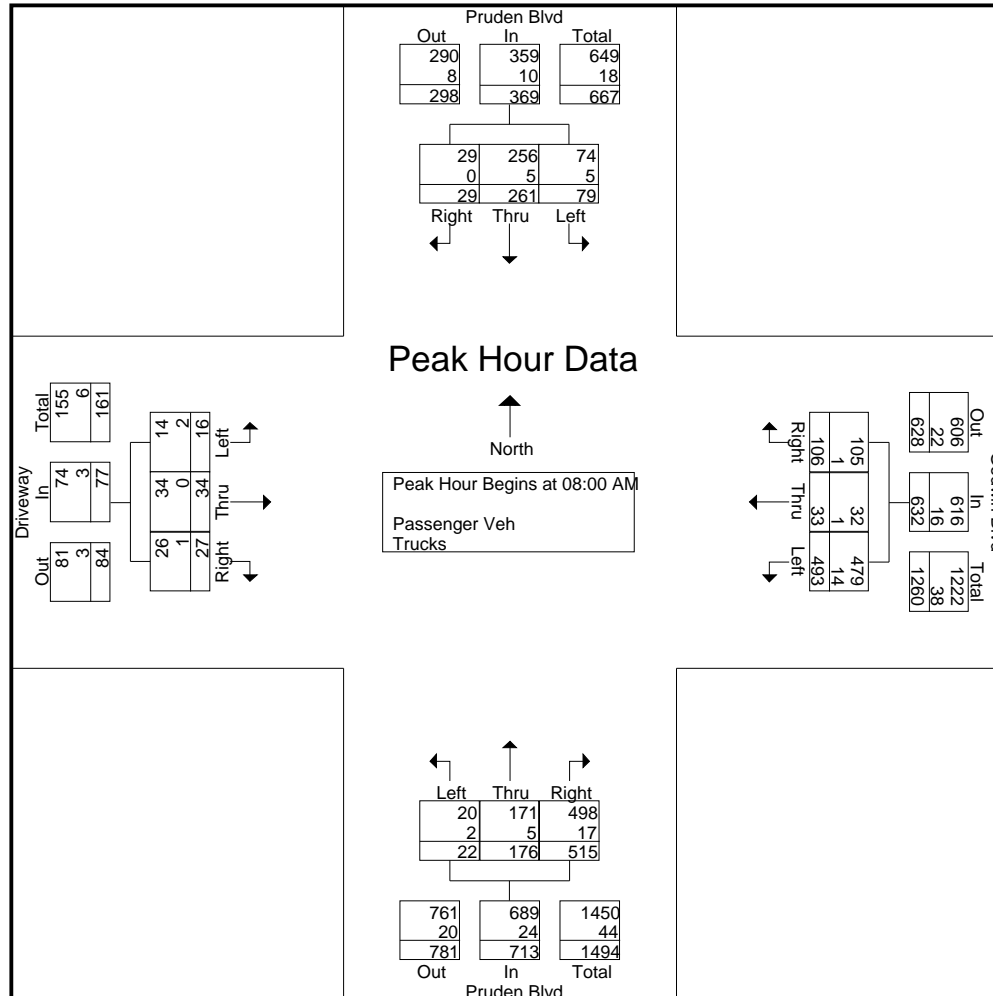 Pruden Blvd
Out In Total
290 359 649
8 10 18
298 369 667
29 256 74
0 5 5
29 261 79
Right Thru Left
Peak Hour Data
North
Peak Hour Begins at 08:00 AM
Passenger Veh
Trucks
Driveway
Total
155 6 161
In
74 3 77
Out
81 3 84
14 2 16
Left
34 0 34
Thru
26 1 27
Right
Out
606
22
628
In
616
16
632
Total
1222
38
1260
Right
105
1
106
Thru
32
1
33
Left
479
14
493
Left Thru Right
20 171 498
2 5 17
22 176 515
761 689 1450
20 24 44
781 713 1494
Out In Total
Pruden Blvd